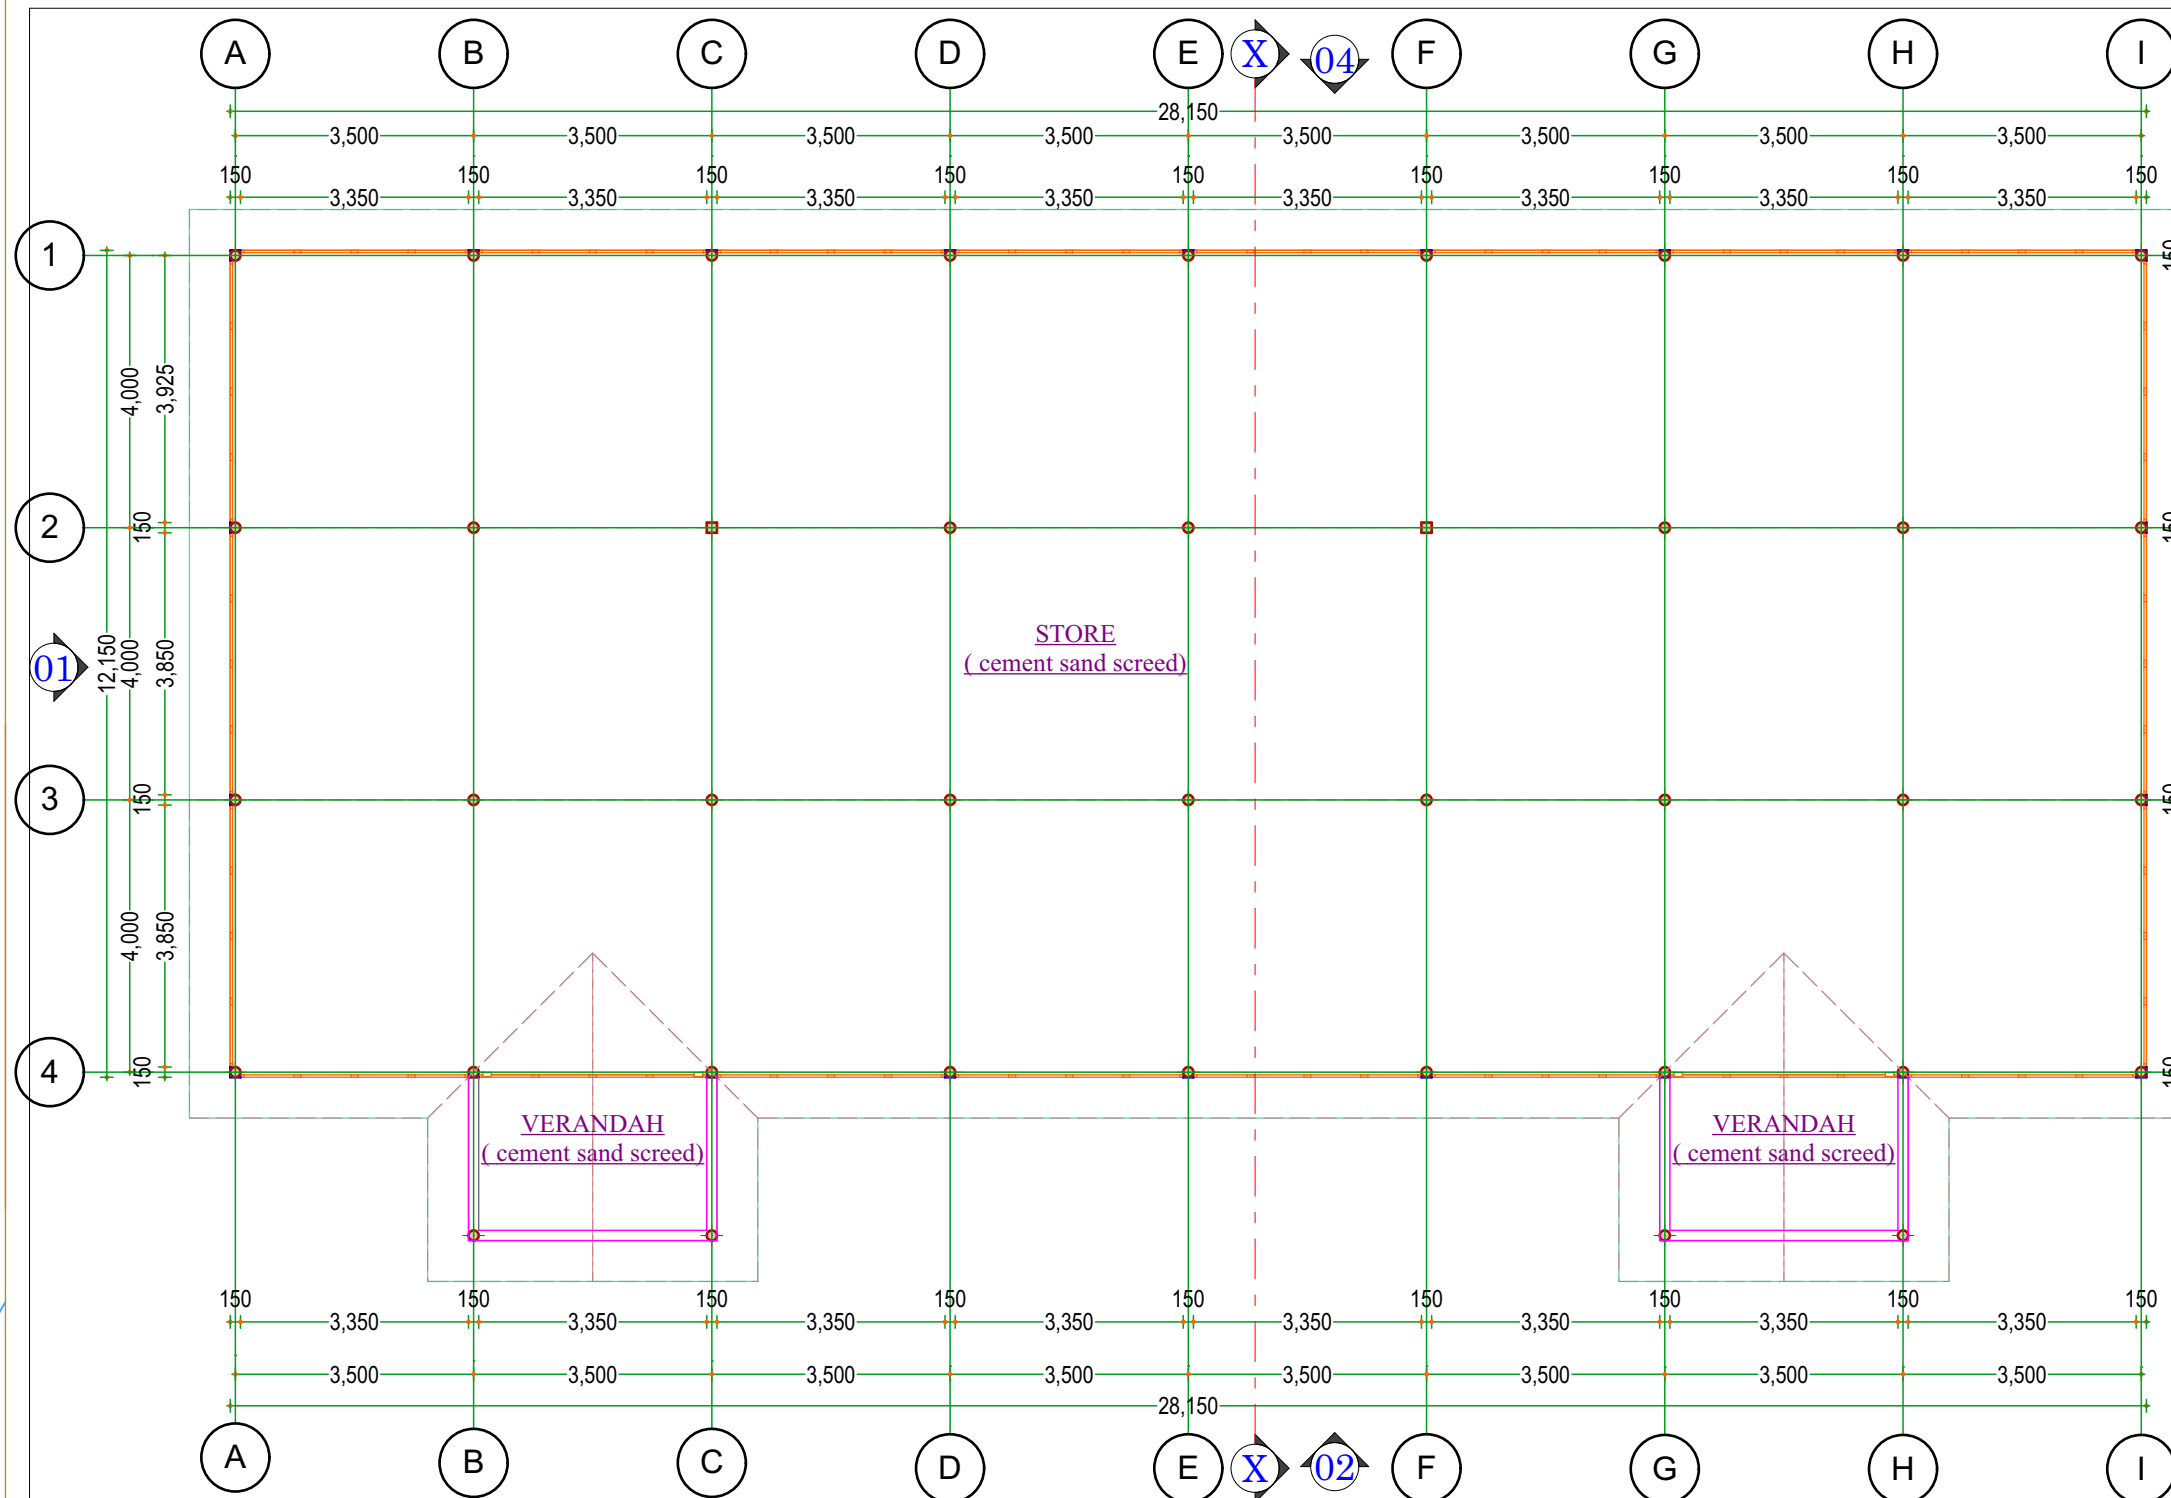 A B C D E X 04 F G H I
28,150
3,500 3,500 3,500 3,500 3,500 3,500 3,500 3,500
150 150 150 150 150 150 150 150 150
3,350 3,350 3,350 3,350 3,350 3,350 3,350 3,350
1 150
4,000 3,925
2 150 150
STORE
( cement sand screed)
01 12,150 4,000 3,850
3 150 150
4,000 3,850
4 150 150
VERANDAH
( cement sand screed)
VERANDAH
( cement sand screed)
150 150 150 150 150 150 150 150 150
3,350 3,350 3,350 3,350 3,350 3,350 3,350 3,350
3,500 3,500 3,500 3,500 3,500 3,500 3,500 3,500
28,150
A B C D E X 02 F G H I